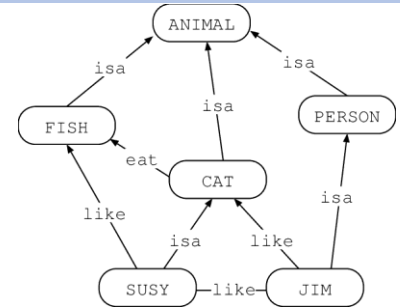 ANIMAL
isa
isa
isa
FISH
PERSON
eat
CAT
isa
like
isa
like
SUSY
like
JIM